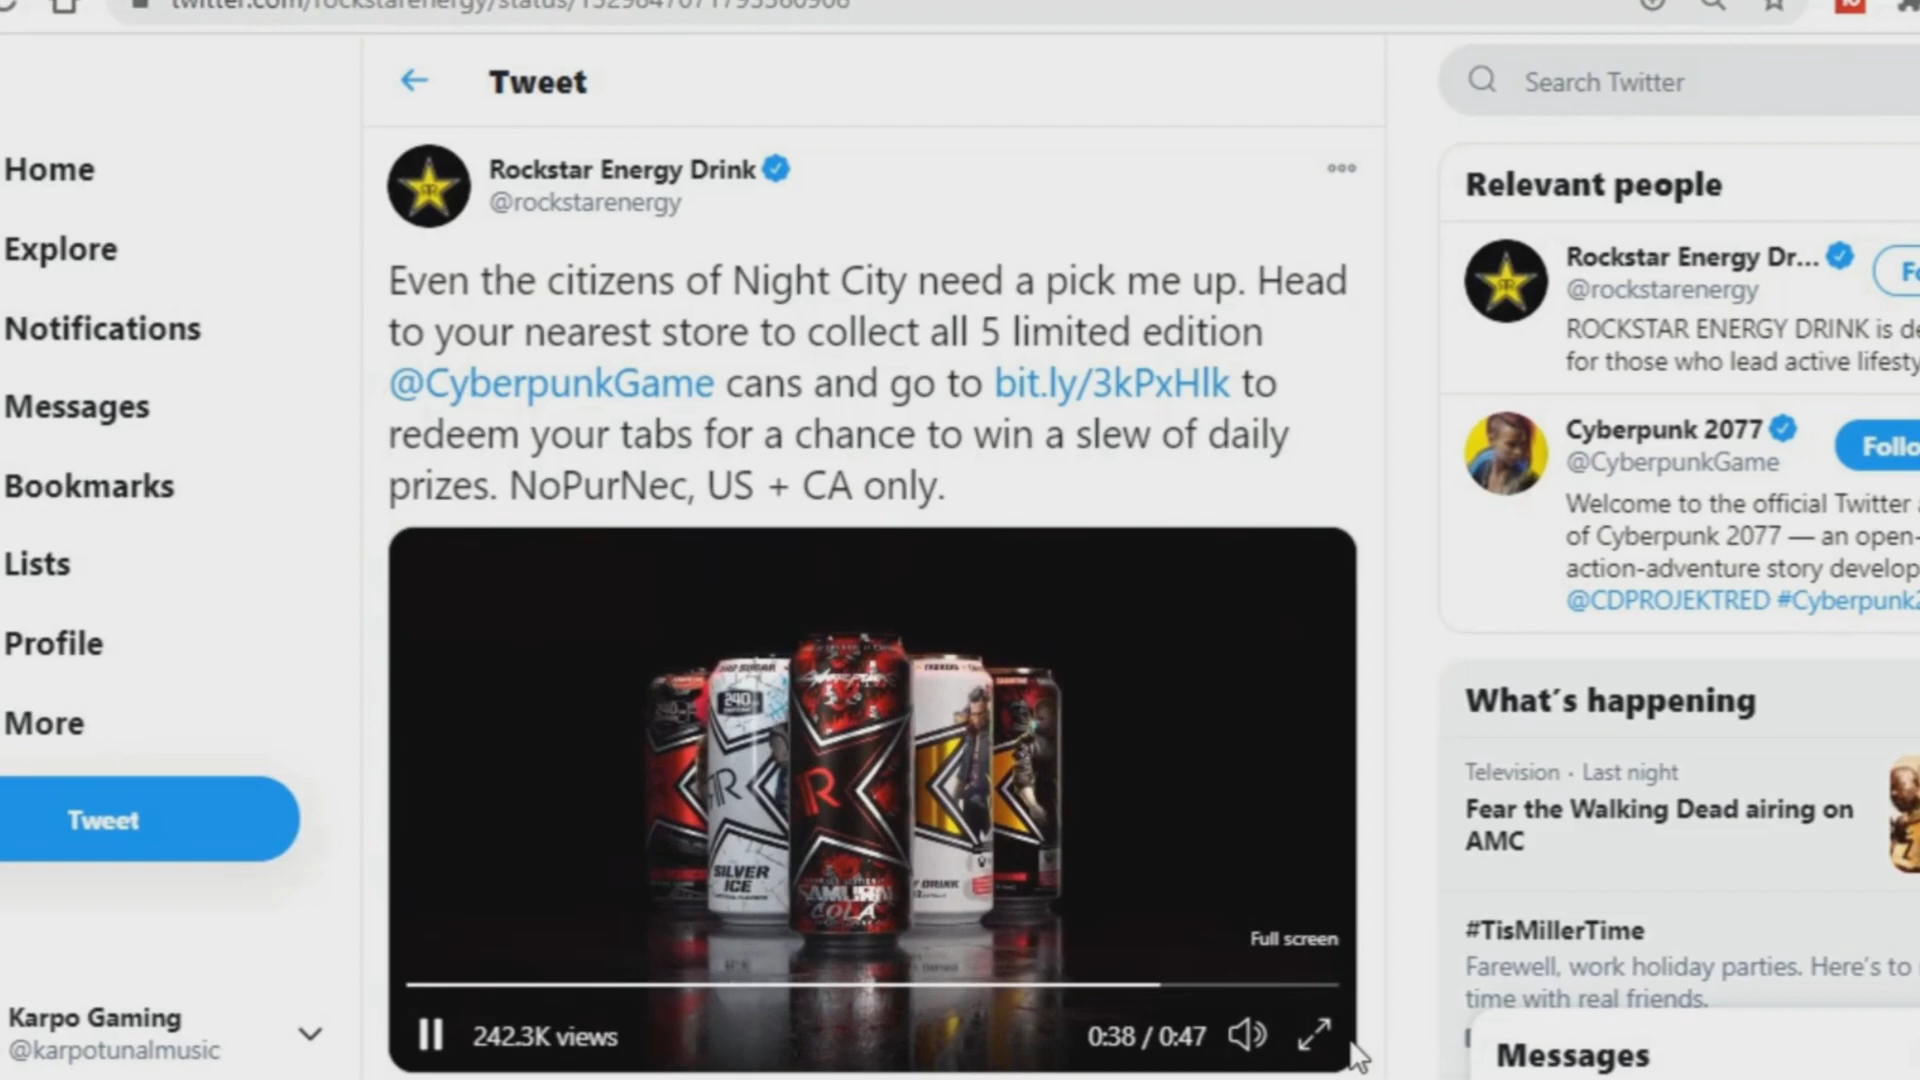 Tweet
Search Twitter
Home
Explore
Notifications
Messages
Bookmarks
Lists
Profile
More
Tweet
Karpo Gaming
@karpotunalmusic
Rockstar Energy Drink
@rockstarenergy
Even the citizens of Night City need a pick me up. Head
to your nearest store to collect all 5 limited edition
@CyberpunkGame cans and go to bit.ly/3kPxHlk to
redeem your tabs for a chance to win a slew of daily
prizes. NoPurNec, US + CA only.
240
SILVER
ICE
SAMURAI
COLA
DRINK
Full screen
242.3K views
0:38 / 0:47
Relevant people
Rockstar Energy Dr...
@rockstarenergy
ROCKSTAR ENERGY DRINK is de
for those who lead active lifesty
Cyberpunk 2077
@CyberpunkGame
Follo
Welcome to the official Twitter
of Cyberpunk 2077 — an open-
action-adventure story develop
@CDPROJEKTRED #Cyberpunk2
What's happening
Television · Last night
Fear the Walking Dead airing on
AMC
#TisMillerTime
Farewell, work holiday parties. Here's to
time with real friends.
Messages